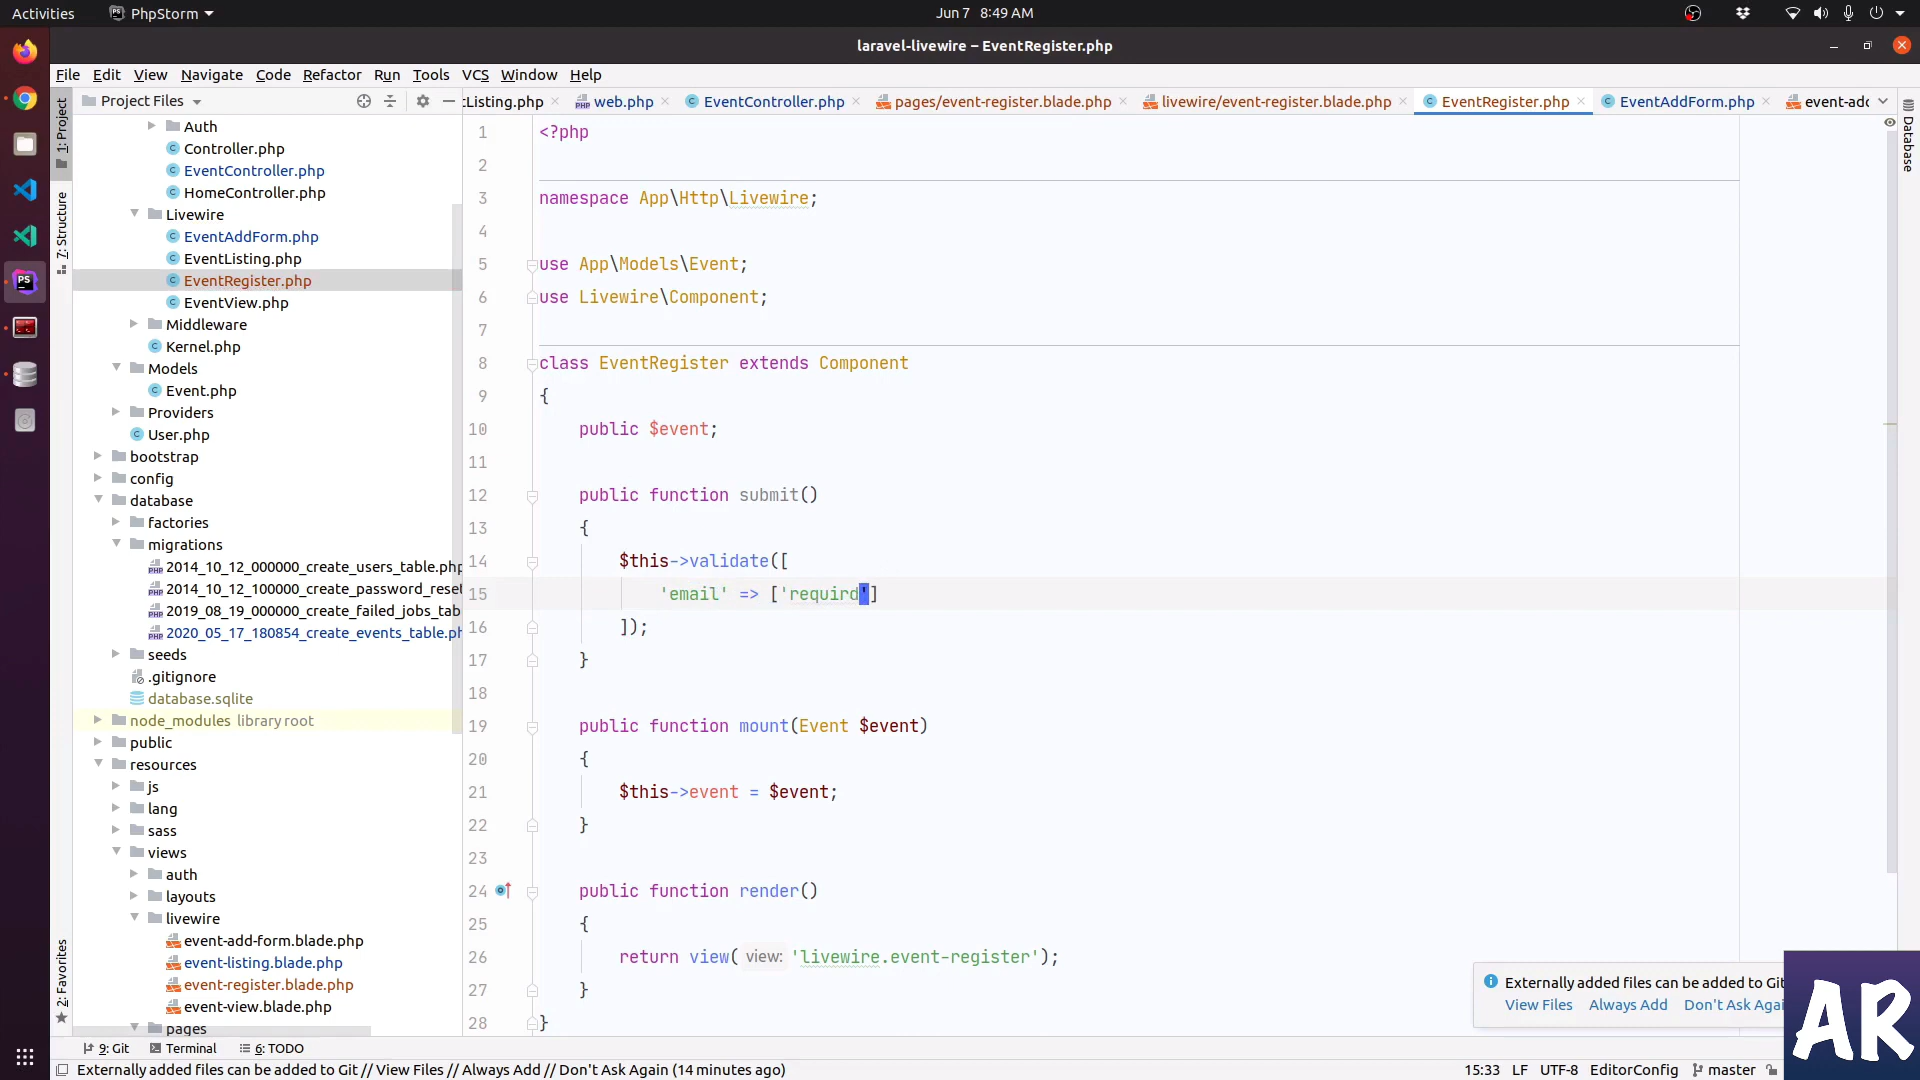 Activities PhpStorm Jun 7 8:49 AM
laravel-livewire – EventRegister.php
File Edit View Navigate Code Refactor Run Tools VCS Window Help
Project Files tListing.php web.php EventController.php pages/event-register.blade.php livewire/event-register.blade.php EventRegister.php EventAddForm.php event-add
1: Project
7: Structure
2: Favorites
Database
Auth
Controller.php
EventController.php
HomeController.php
Livewire
EventAddForm.php
EventListing.php
EventRegister.php
EventView.php
Middleware
Kernel.php
Models
Event.php
Providers
User.php
bootstrap
config
database
factories
migrations
2014_10_12_000000_create_users_table.php
2014_10_12_100000_create_password_reset
2019_08_19_000000_create_failed_jobs_tab
2020_05_17_180854_create_events_table.ph
seeds
.gitignore
database.sqlite
node_modules library root
public
resources
js
lang
sass
views
auth
layouts
livewire
event-add-form.blade.php
event-listing.blade.php
event-register.blade.php
event-view.blade.php
pages
1 <?php
2
3 namespace App\Http\Livewire;
4
5 use App\Models\Event;
6 use Livewire\Component;
7
8 class EventRegister extends Component
9 {
10 public $event;
11
12 public function submit()
13 {
14 $this->validate([
15 'email' => ['requird']
16 ]);
17 }
18
19 public function mount(Event $event)
20 {
21 $this->event = $event;
22 }
23
24 public function render()
25 {
26 return view( view: 'livewire.event-register');
27 }
28 }
Externally added files can be added to Git
View Files Always Add Don't Ask Agai
AR
9: Git Terminal 6: TODO
Externally added files can be added to Git // View Files // Always Add // Don't Ask Again (14 minutes ago) 15:33 LF UTF-8 EditorConfig master